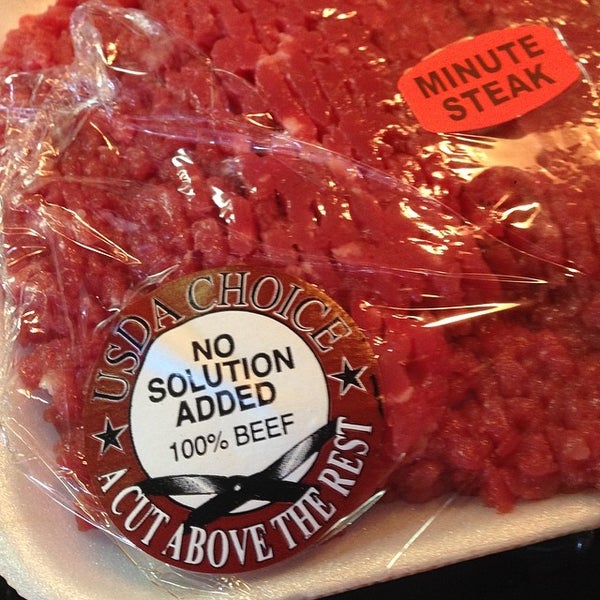 MINUTE
STEAK
USDA CHOICE
NO
SOLUTION
ADDED
100% BEEF
A CUT ABOVE THE REST